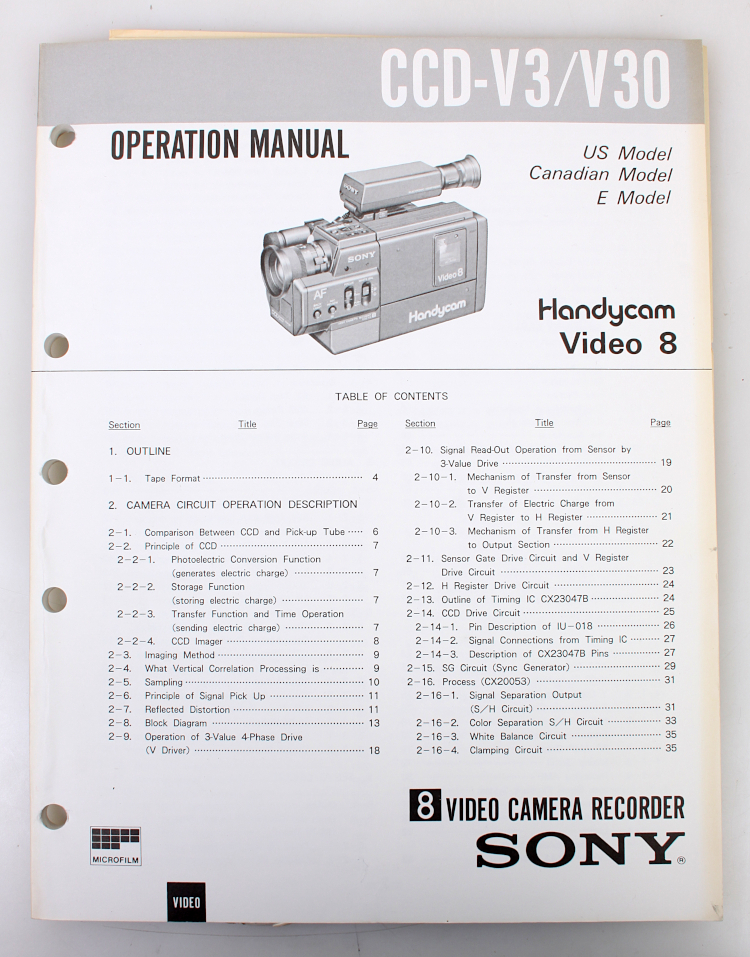 CCD-V3/V30
OPERATION MANUAL
US Model
Canadian Model
E Model
SONY
SONY
AF
Video 8
Handycam
Handycam
Video 8
TABLE OF CONTENTS
Section Title Page
1. OUTLINE
1-1. Tape Format 4
2. CAMERA CIRCUIT OPERATION DESCRIPTION
2-1. Comparison Between CCD and Pick-up Tube 6
2-2. Principle of CCD 7
2-2-1. Photoelectric Conversion Function
(generates electric charge) 7
2-2-2. Storage Function
(storing electric charge) 7
2-2-3. Transfer Function and Time Operation
(sending electric charge) 7
2-2-4. CCD Imager 8
2-3. Imaging Method 9
2-4. What Vertical Correlation Processing is 9
2-5. Sampling 10
2-6. Principle of Signal Pick Up 11
2-7. Reflected Distortion 11
2-8. Block Diagram 13
2-9. Operation of 3-Value 4-Phase Drive
(V Driver) 18
Section Title Page
2-10. Signal Read-Out Operation from Sensor by
3-Value Drive 19
2-10-1. Mechanism of Transfer from Sensor
to V Register 20
2-10-2. Transfer of Electric Charge from
V Register to H Register 21
2-10-3. Mechanism of Transfer from H Register
to Output Section 22
2-11. Sensor Gate Drive Circuit and V Register
Drive Circuit 23
2-12. H Register Drive Circuit 24
2-13. Outline of Timing IC CX23047B 24
2-14. CCD Drive Circuit 25
2-14-1. Pin Description of IU-018 26
2-14-2. Signal Connections from Timing IC 27
2-14-3. Description of CX23047B Pins 27
2-15. SG Circuit (Sync Generator) 29
2-16. Process (CX20053) 31
2-16-1. Signal Separation Output
(S/H Circuit) 31
2-16-2. Color Separation S/H Circuit 33
2-16-3. White Balance Circuit 35
2-16-4. Clamping Circuit 35
8 VIDEO CAMERA RECORDER
SONY®
MICROFILM
VIDEO